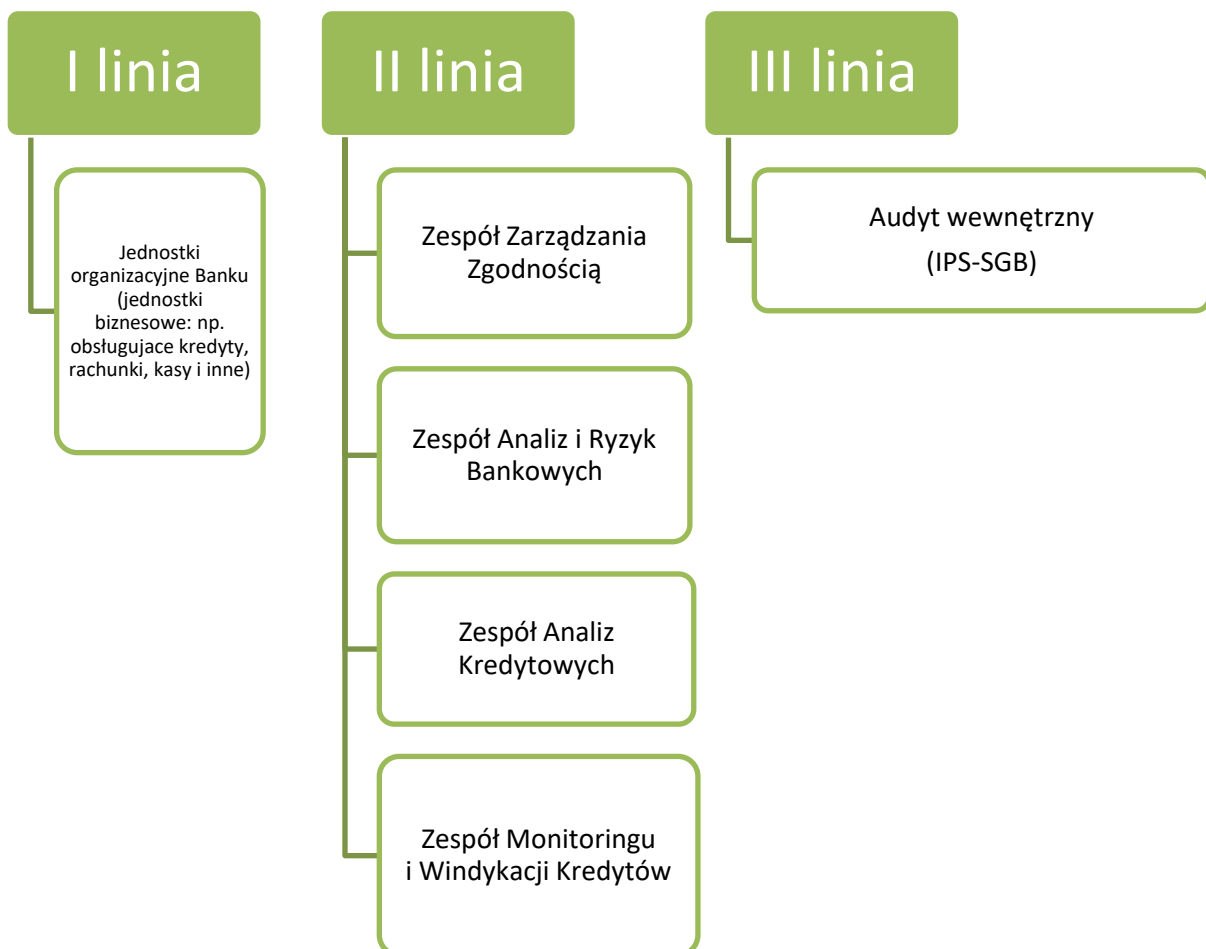 I linia
Jednostki
organizacyjne Banku
(jednostki
biznesowe: np.
obsługujace kredyty,
rachunki, kasy i inne)
II linia
Zespół Zarządzania
Zgodnością
Zespół Analiz i Ryzyk
Bankowych
Zespół Analiz
Kredytowych
Zespół Monitoringu
i Windykacji Kredytów
III linia
Audyt wewnętrzny
(IPS-SGB)